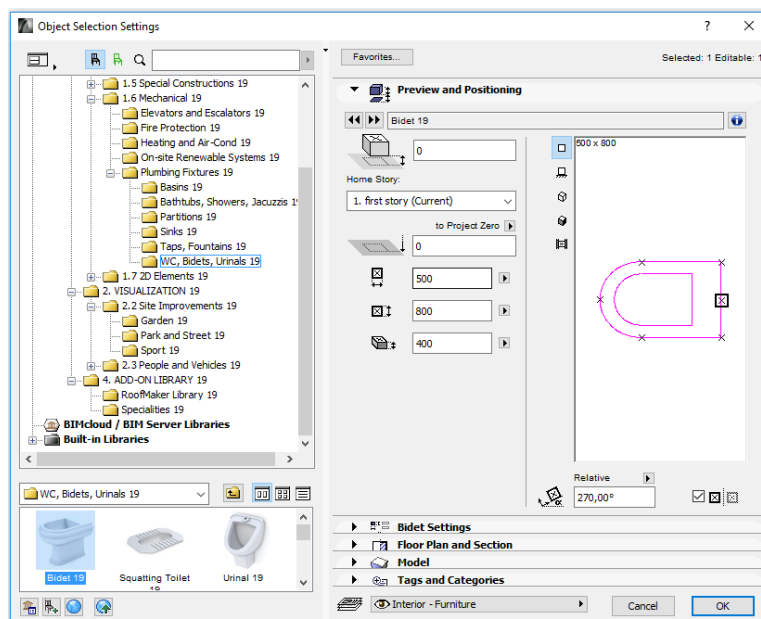 Object Selection Settings
?
Favorites...
Selected: 1 Editable: 1
1.5 Special Constructions 19
1.6 Mechanical 19
Elevators and Escalators 19
Fire Protection 19
Heating and Air-Cond 19
On-site Renewable Systems 19
Plumbing Fixtures 19
Basins 19
Bathtubs, Showers, Jacuzzis 1
Partitions 19
Sinks 19
Taps, Fountains 19
WC, Bidets, Urinals 19
1.7 2D Elements 19
2. VISUALIZATION 19
2.2 Site Improvements 19
Garden 19
Park and Street 19
Sport 19
2.3 People and Vehicles 19
4. ADD-ON LIBRARY 19
RoofMaker Library 19
Specialities 19
BIMcloud / BIM Server Libraries
Built-in Libraries
WC, Bidets, Urinals 19
Bidet 19
Squatting Toilet
19
Urinal 19
Preview and Positioning
Bidet 19
0
Home Story:
1. first story (Current)
to Project Zero
0
500
800
400
500 x 800
Relative
270,00°
Bidet Settings
Floor Plan and Section
Model
Tags and Categories
Interior - Furniture
Cancel
OK